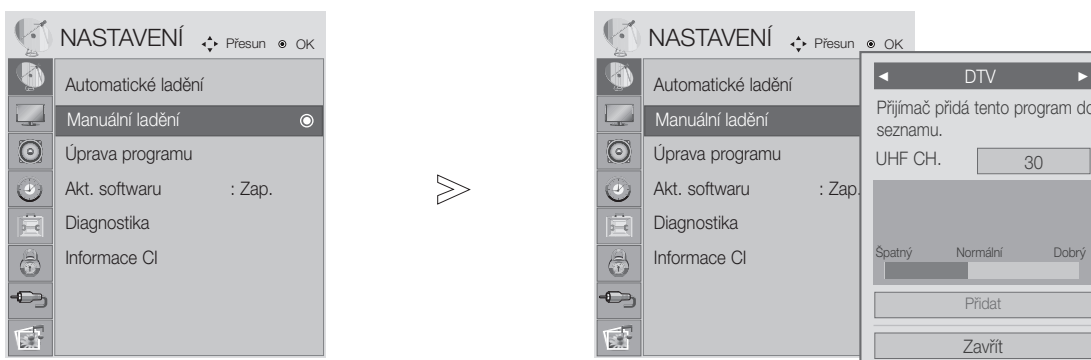 NASTAVENÍ Přesun OK
Automatické ladění
Manuální ladění
Úprava programu
Akt. softwaru : Zap.
Diagnostika
Informace CI
NASTAVENÍ Přesun OK
Automatické ladění
Manuální ladění
Úprava programu
Akt. softwaru : Zap.
Diagnostika
Informace CI
DTV
Přijímač přidá tento program do
seznamu.
UHF CH. 30
Špatný Normální Dobrý
Přidat
Zavřít